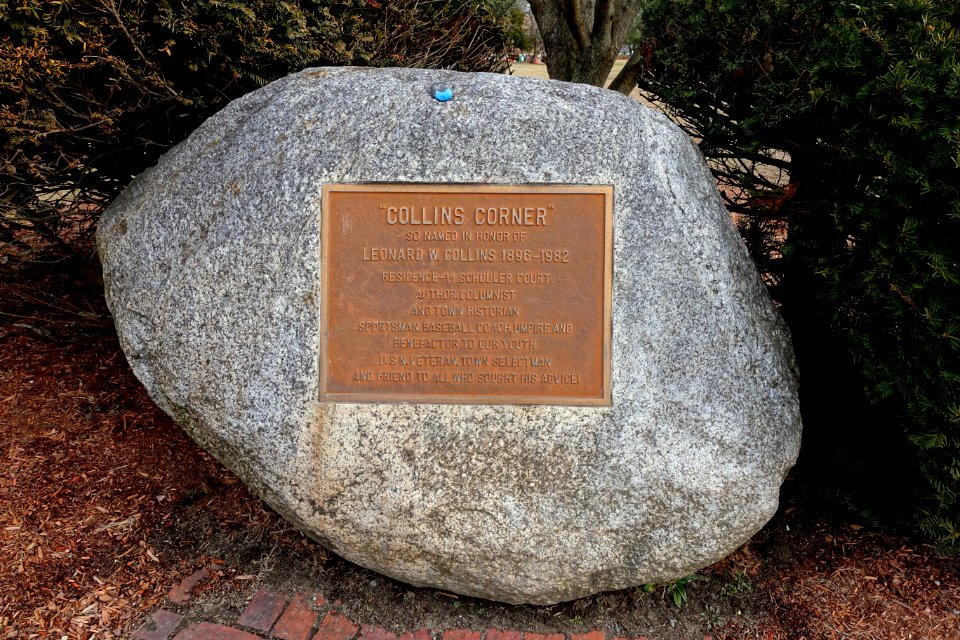 "COLLINS CORNER"
SO NAMED IN HONOR OF
LEONARD W. COLLINS 1896-1982
RESIDENCE-14 SCHOULER COURT
AUTHOR, COLUMNIST
AND TOWN HISTORIAN
SPORTSMAN, BASEBALL COACH, UMPIRE AND
BENEFACTOR TO OUR YOUTH
U.S.N. VETERAN, TOWN SELECTMAN
AND FRIEND TO ALL WHO SOUGHT HIS ADVICE!